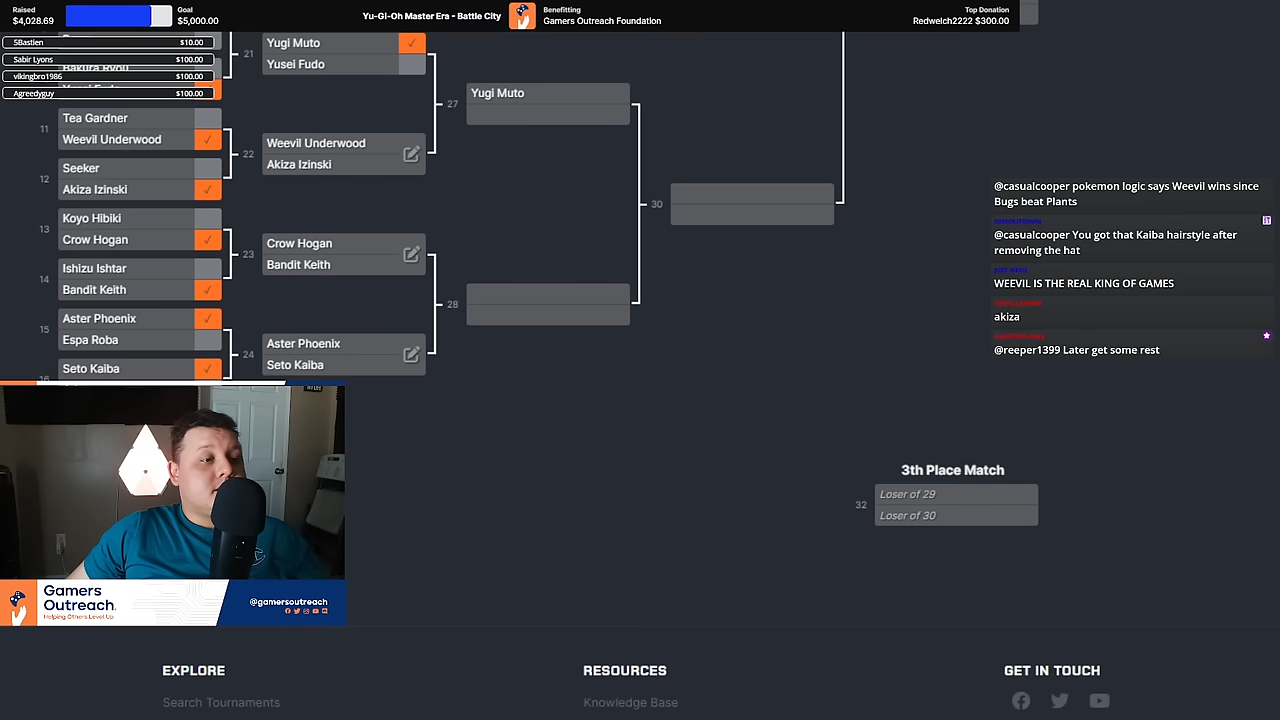 Raised
$4,028.69
Goal
$5,000.00
Yu-Gi-Oh Master Era - Battle City
Benefitting
Gamers Outreach Foundation
Top Donation
Redwelch2222 $300.00
5Bastien $10.00
Sabir Lyons $100.00
vikingbro1986 $100.00
Agreedyguy $100.00
Bakura Ryou
Yusei Fudo
11
Tea Gardner
Weevil Underwood
12
Seeker
Akiza Izinski
13
Koyo Hibiki
Crow Hogan
14
Ishizu Ishtar
Bandit Keith
15
Aster Phoenix
Espa Roba
16
Seto Kaiba
21
Yugi Muto
Yusei Fudo
22
Weevil Underwood
Akiza Izinski
23
Crow Hogan
Bandit Keith
24
Aster Phoenix
Seto Kaiba
27
Yugi Muto
28
30
@casualcooper pokemon logic says Weevil wins since
Bugs beat Plants
@casualcooper You got that Kaiba hairstyle after
removing the hat
WEEVIL IS THE REAL KING OF GAMES
akiza
@reeper1399 Later get some rest
3th Place Match
32
Loser of 29
Loser of 30
Gamers
Outreach
Helping Others Level Up
@gamersoutreach
EXPLORE
Search Tournaments
RESOURCES
Knowledge Base
GET IN TOUCH